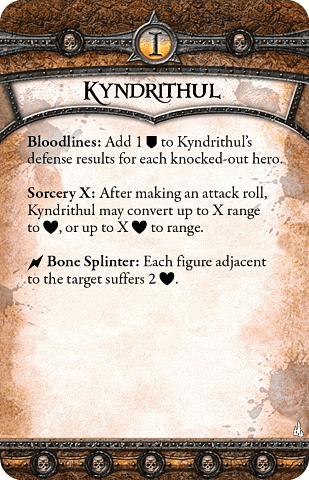 I
KYNDRITHUL
Bloodlines: Add 1 to Kyndrithul's
defense results for each knocked-out hero.
Sorcery X: After making an attack roll,
Kyndrithul may convert up to X range
to ♥, or up to X ♥ to range.
Bone Splinter: Each figure adjacent
to the target suffers 2 ♥.